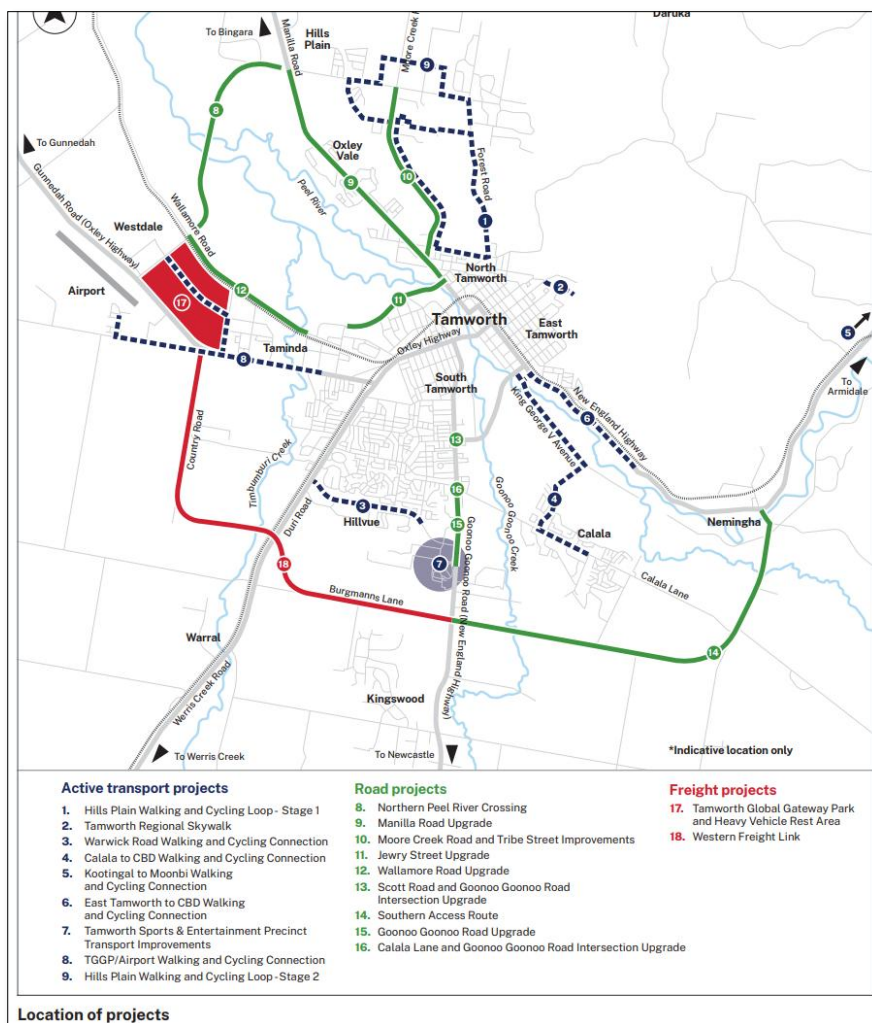 Daruka
To Bingara
Hills
Plain
Manilla Road
Moore Creek R
9
8
To Gunnedah
Oxley
Vale
10
Forest Road
Gunnedah Road (Oxley Highway)
9
Peel River
Westdale
Wallamore Road
1
North
Tamworth
Airport
17
12
11
2
Tamworth
East
Tamworth
5
Oxley Highway
Taminda
8
South
Tamworth
To
Armidale
King George V Avenue
New England Highway
6
Country Road
13
Timbumburi Creek
16
Goonoo Goonoo Creek
4
Duri Road
3
Hillvue
15
Calala
Nemingha
7
18
Goonoo Goonoo Road (New England Highway)
Burgmanns Lane
Calala Lane
Warral
14
Werris Creek Road
Kingswood
To Werris Creek
To Newcastle
*Indicative location only
Active transport projects
1. Hills Plain Walking and Cycling Loop - Stage 1
2. Tamworth Regional Skywalk
3. Warwick Road Walking and Cycling Connection
4. Calala to CBD Walking and Cycling Connection
5. Kootingal to Moonbi Walking
and Cycling Connection
6. East Tamworth to CBD Walking
and Cycling Connection
7. Tamworth Sports & Entertainment Precinct
Transport Improvements
8. TGGP/Airport Walking and Cycling Connection
9. Hills Plain Walking and Cycling Loop - Stage 2
Road projects
8. Northern Peel River Crossing
9. Manilla Road Upgrade
10. Moore Creek Road and Tribe Street Improvements
11. Jewry Street Upgrade
12. Wallamore Road Upgrade
13. Scott Road and Goonoo Goonoo Road
Intersection Upgrade
14. Southern Access Route
15. Goonoo Goonoo Road Upgrade
16. Calala Lane and Goonoo Goonoo Road Intersection Upgrade
Freight projects
17. Tamworth Global Gateway Park
and Heavy Vehicle Rest Area
18. Western Freight Link
Location of projects